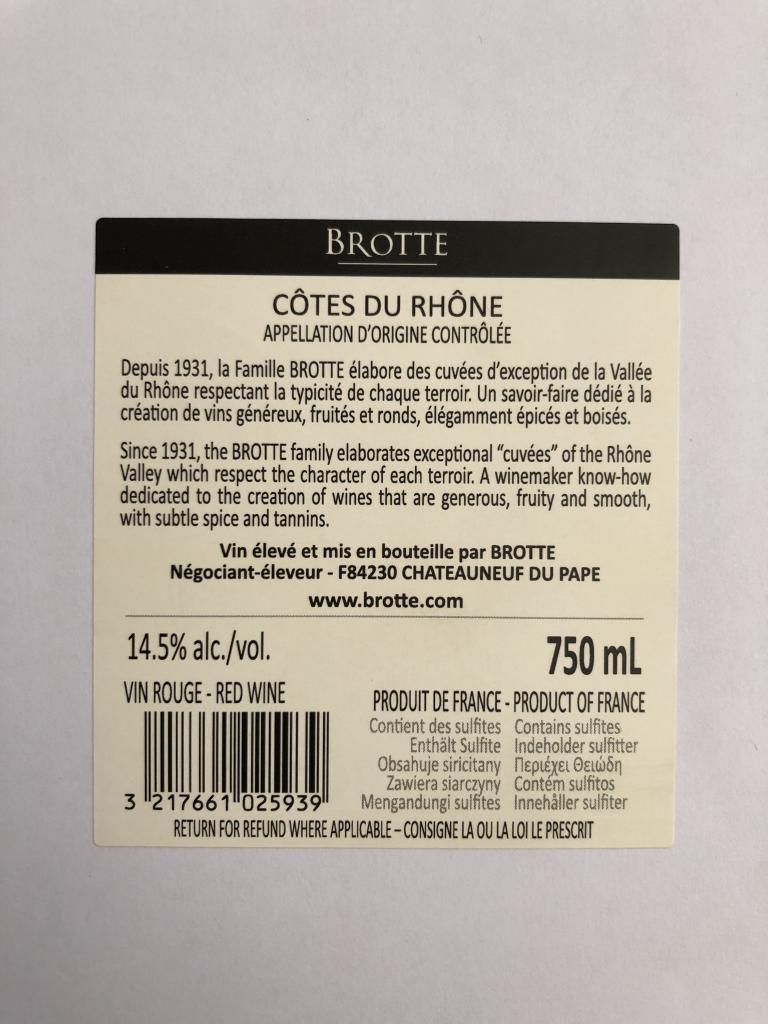 BROTTE
CÔTES DU RHÔNE
APPELLATION D'ORIGINE CONTRÔLÉE
Depuis 1931, la Famille BROTTE élabore des cuvées d'exception de la Vallée
du Rhône respectant la typicité de chaque terroir. Un savoir-faire dédié à la
création de vins généreux, fruités et ronds, élégamment épicés et boisés.
Since 1931, the BROTTE family elaborates exceptional "cuvées" of the Rhône
Valley which respect the character of each terroir. A winemaker know-how
dedicated to the creation of wines that are generous, fruity and smooth,
with subtle spice and tannins.
Vin élevé et mis en bouteille par BROTTE
Négociant-éleveur - F84230 CHATEAUNEUF DU PAPE
www.brotte.com
14.5% alc./vol.
750 mL
VIN ROUGE - RED WINE
PRODUIT DE FRANCE - PRODUCT OF FRANCE
Contient des sulfites Contains sulfites
Enthält Sulfite Indeholder sulfitter
Obsahuje siricitany Περιέχει Θειώδη
Zawiera siarczyny Contém sulfitos
Mengandungi sulfites Innehåller sulfiter
3 217661 025939
RETURN FOR REFUND WHERE APPLICABLE – CONSIGNE LA OU LA LOI LE PRESCRIT